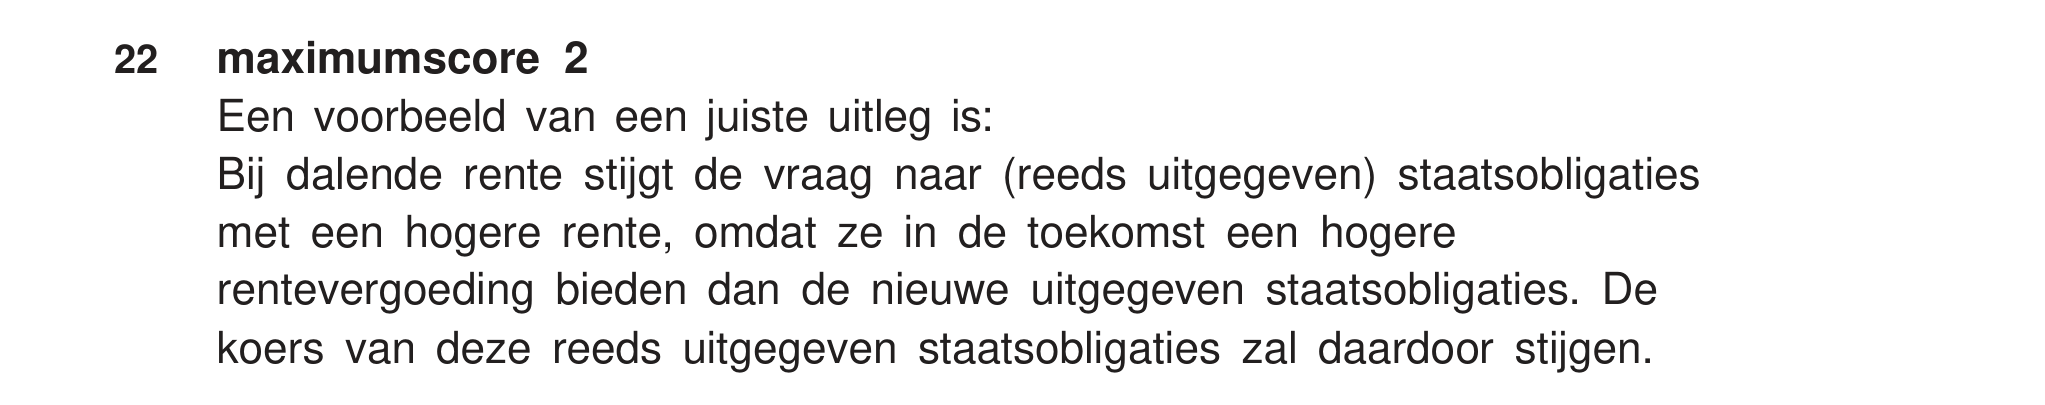 22 maximumscore 2
Een voorbeeld van een juiste uitleg is:
Bij dalende rente stijgt de vraag naar (reeds uitgegeven) staatsobligaties
met een hogere rente, omdat ze in de toekomst een hogere
rentevergoeding bieden dan de nieuwe uitgegeven staatsobligaties. De
koers van deze reeds uitgegeven staatsobligaties zal daardoor stijgen.